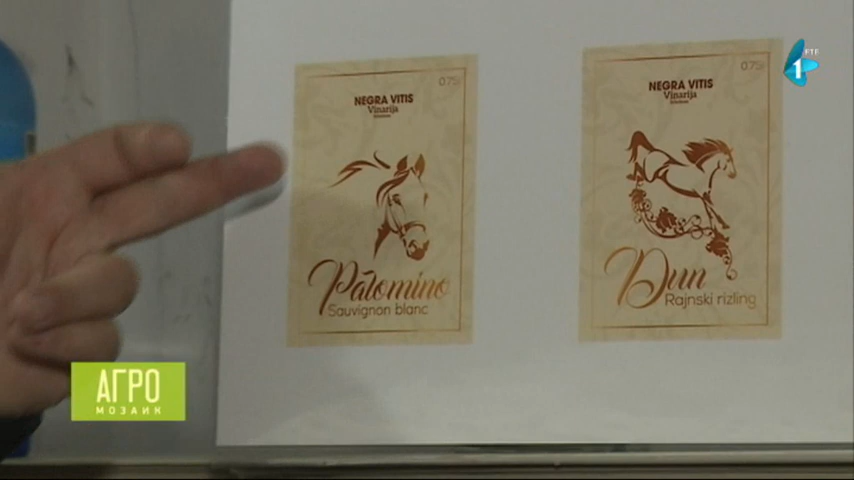 0.75l
NEGRA VITIS
Vinarija
Palomino
Sauvignon blanc
0.75l
NEGRA VITIS
Vinarija
Dun
Rajnski rizling
РТС
1
АГРО
МОЗАИК